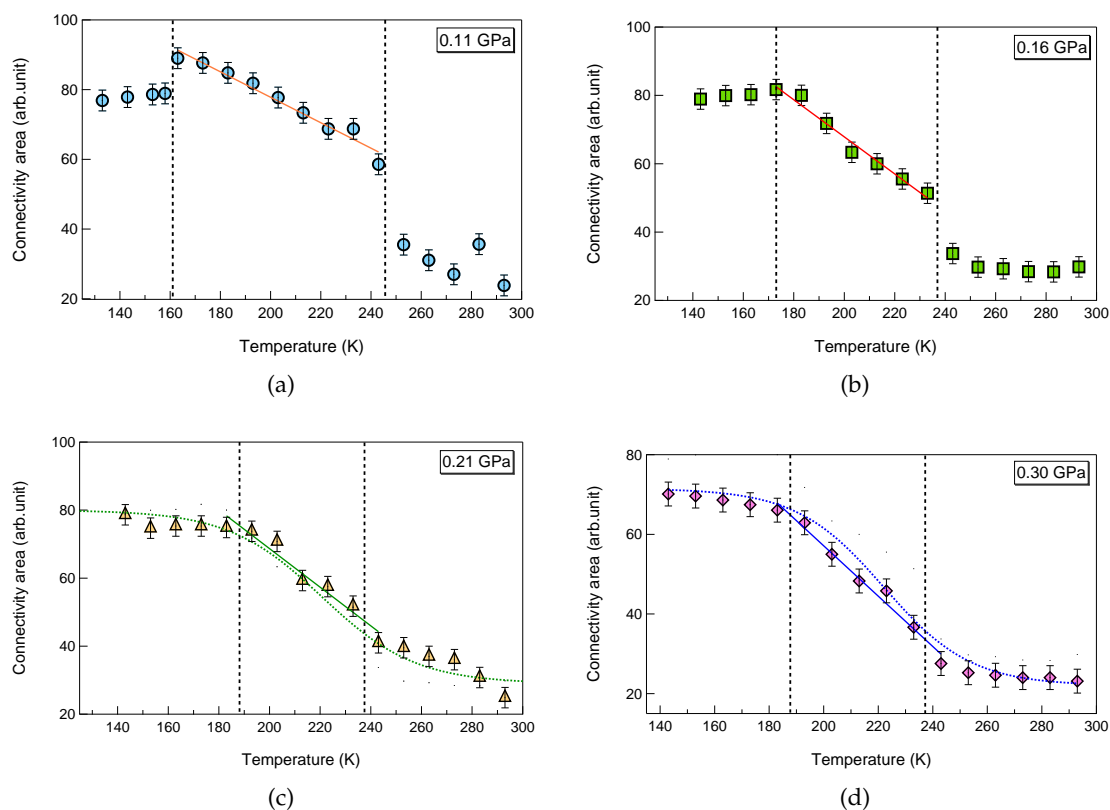 100
80
60
40
20
Connectivity area (arb.unit)
0.11 GPa
140 160 180 200 220 240 260 280 300
Temperature (K)
(a)
100
80
60
40
20
Connectivity area (arb.unit)
0.16 GPa
140 160 180 200 220 240 260 280 300
Temperature (K)
(b)
100
80
60
40
20
Connectivity area (arb.unit)
0.21 GPa
140 160 180 200 220 240 260 280 300
Temperature (K)
(c)
80
60
40
20
Connectivity area (arb.unit)
0.30 GPa
140 160 180 200 220 240 260 280 300
Temperature (K)
(d)